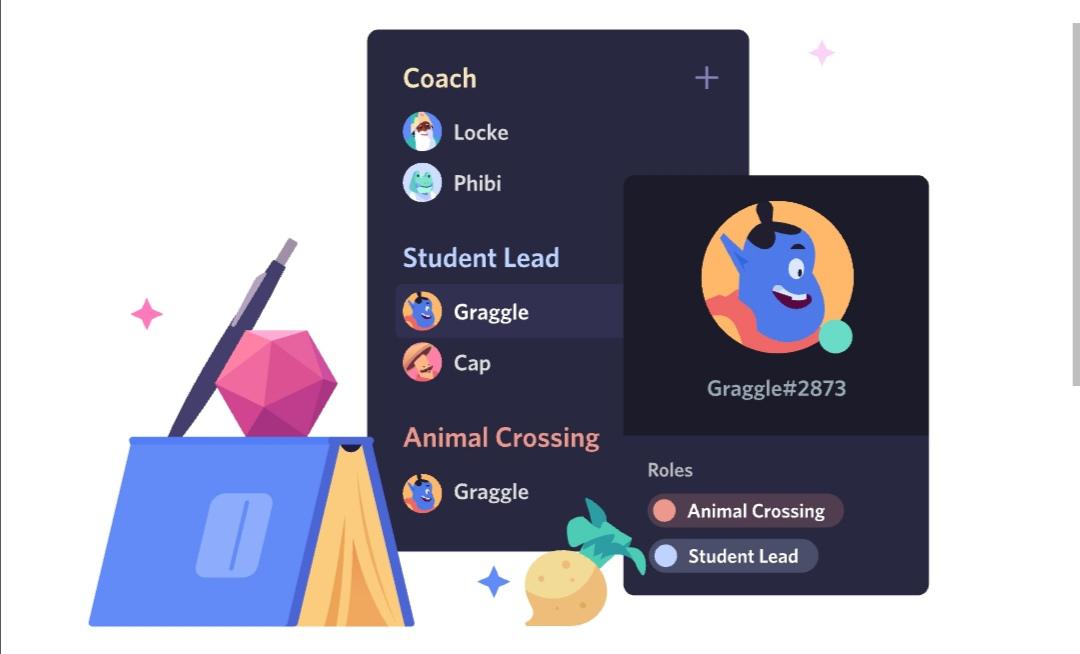 Coach
Locke
Phibi
Student Lead
Graggle
Cap
Animal Crossing
Graggle
Graggle#2873
Roles
Animal Crossing
Student Lead